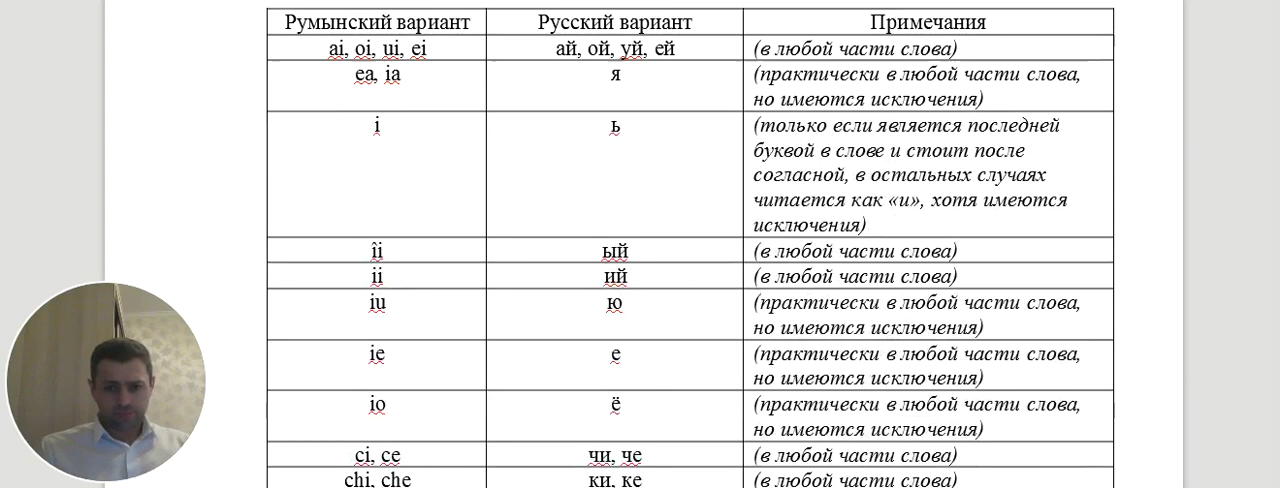 Румынский вариант Русский вариант Примечания
ai, oi, ui, ei ай, ой, уй, ей (в любой части слова)
ea, ia я (практически в любой части слова,
но имеются исключения)
i ь (только если является последней
буквой в слове и стоит после
согласной, в остальных случаях
читается как «и», хотя имеются
исключения)
îi ый (в любой части слова)
ii ий (в любой части слова)
iu ю (практически в любой части слова,
но имеются исключения)
ie е (практически в любой части слова,
но имеются исключения)
io ё (практически в любой части слова,
но имеются исключения)
ci, ce чи, че (в любой части слова)
chi, che ки, ке (в любой части слова)